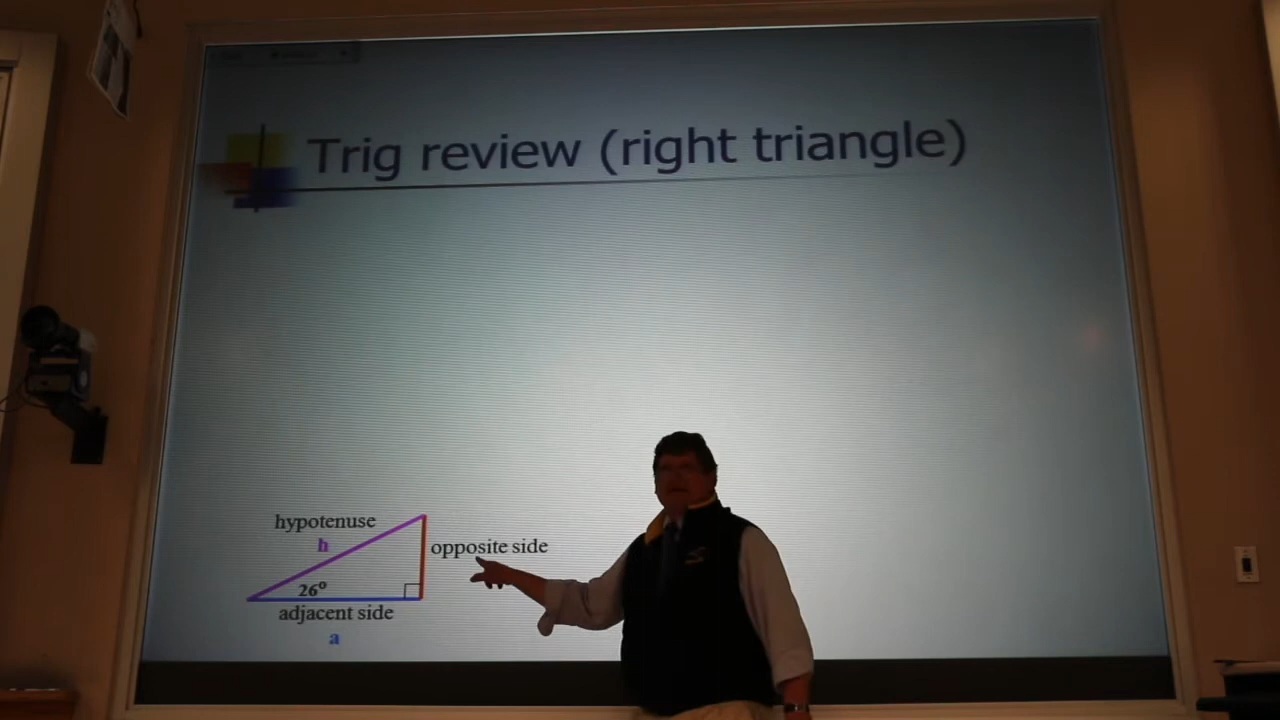 Trig review (right triangle)
hypotenuse
h
opposite side
26°
adjacent side
a